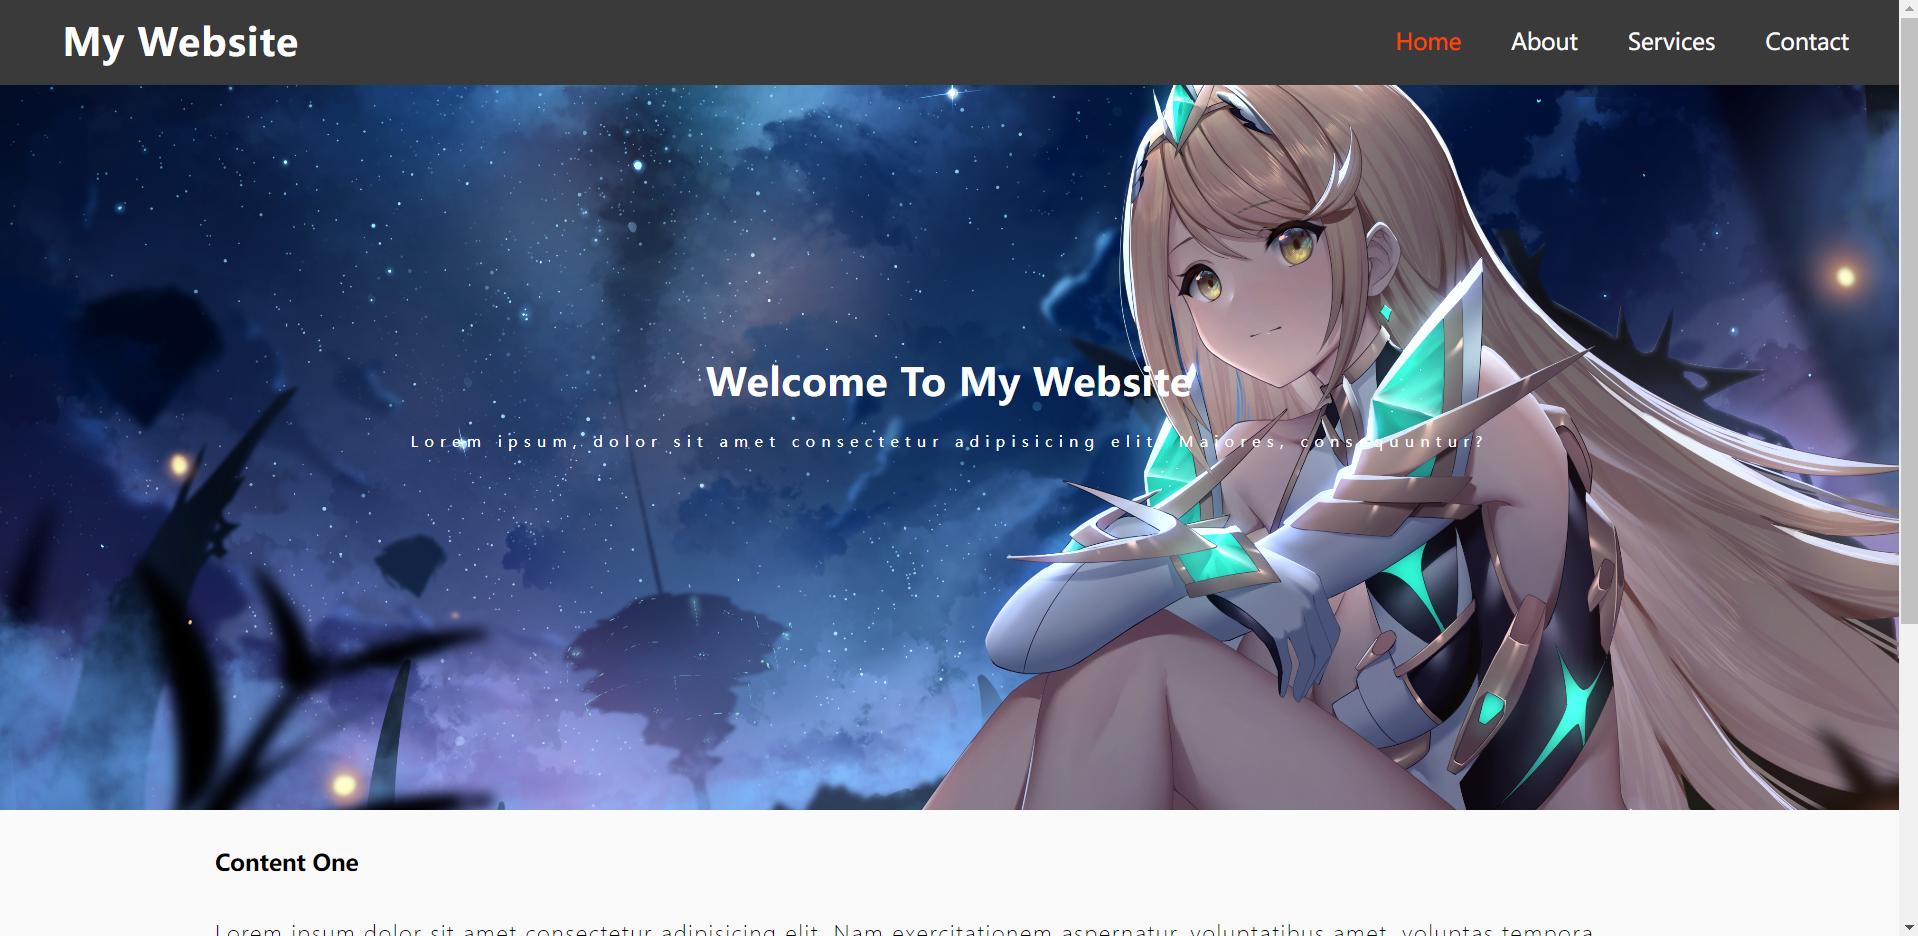 My Website
Home About Services Contact
Welcome To My Website
Lorem ipsum, dolor sit amet consectetur adipisicing elit. Maiores, consequuntur?
Content One
Lorem ipsum dolor sit amet consectetur adipisicing elit. Nam exercitationem aspernatur, voluptatibus amet, voluptas tempora